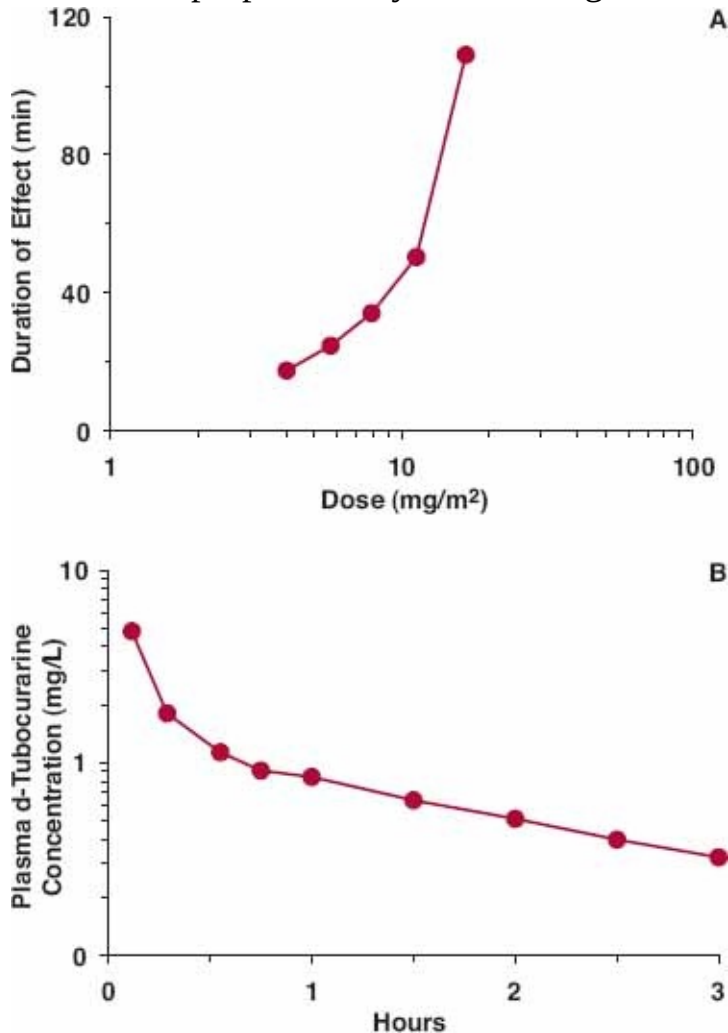 120
A
80
40
0
Duration of Effect (min)
1
10
100
Dose (mg/m²)
10
B
1
0
Plasma d-Tubocurarine
Concentration (mg/L)
0
1
2
3
Hours